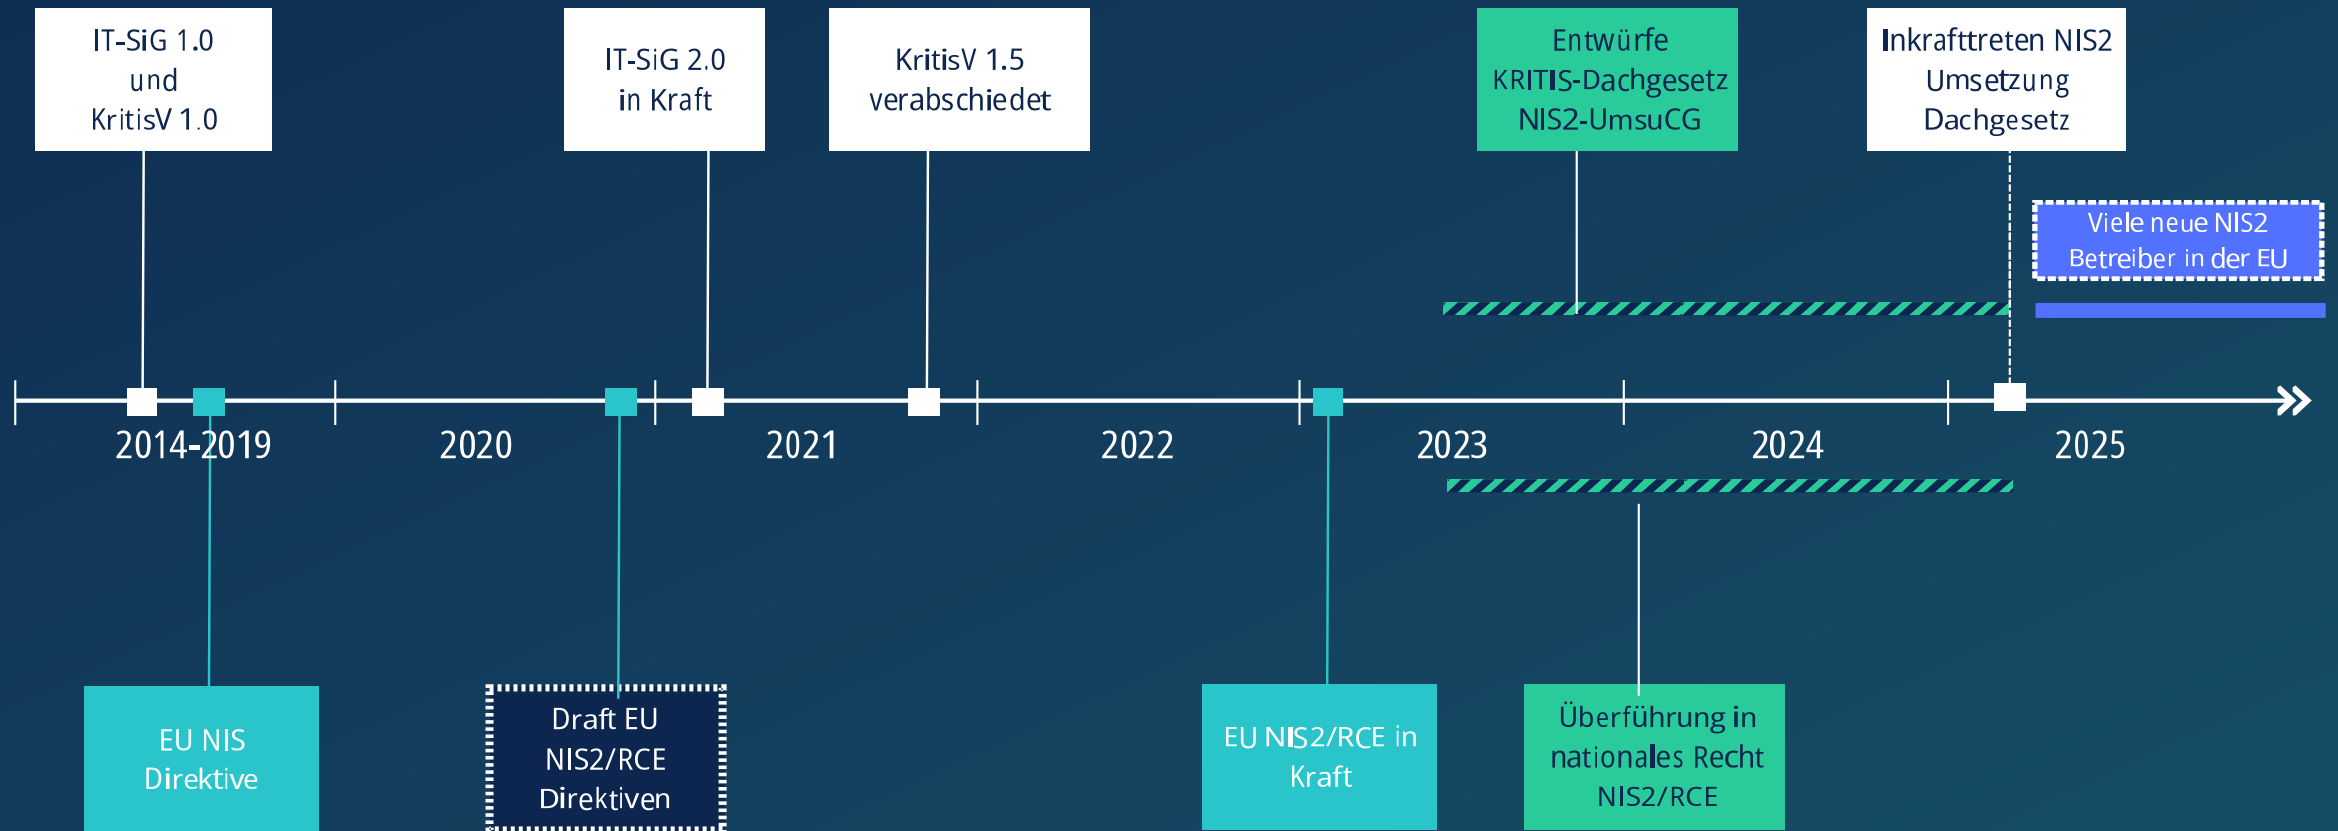 IT-SiG 1.0
und
KritisV 1.0
IT-SiG 2.0
in Kraft
KritisV 1.5
verabschiedet
Entwürfe
KRITIS-Dachgesetz
NIS2-UmsuCG
Inkrafttreten NIS2
Umsetzung
Dachgesetz
Viele neue NIS2
Betreiber in der EU
2014-2019
2020
2021
2022
2023
2024
2025
EU NIS
Direktive
Draft EU
NIS2/RCE
Direktiven
EU NIS2/RCE in
Kraft
Überführung in
nationales Recht
NIS2/RCE